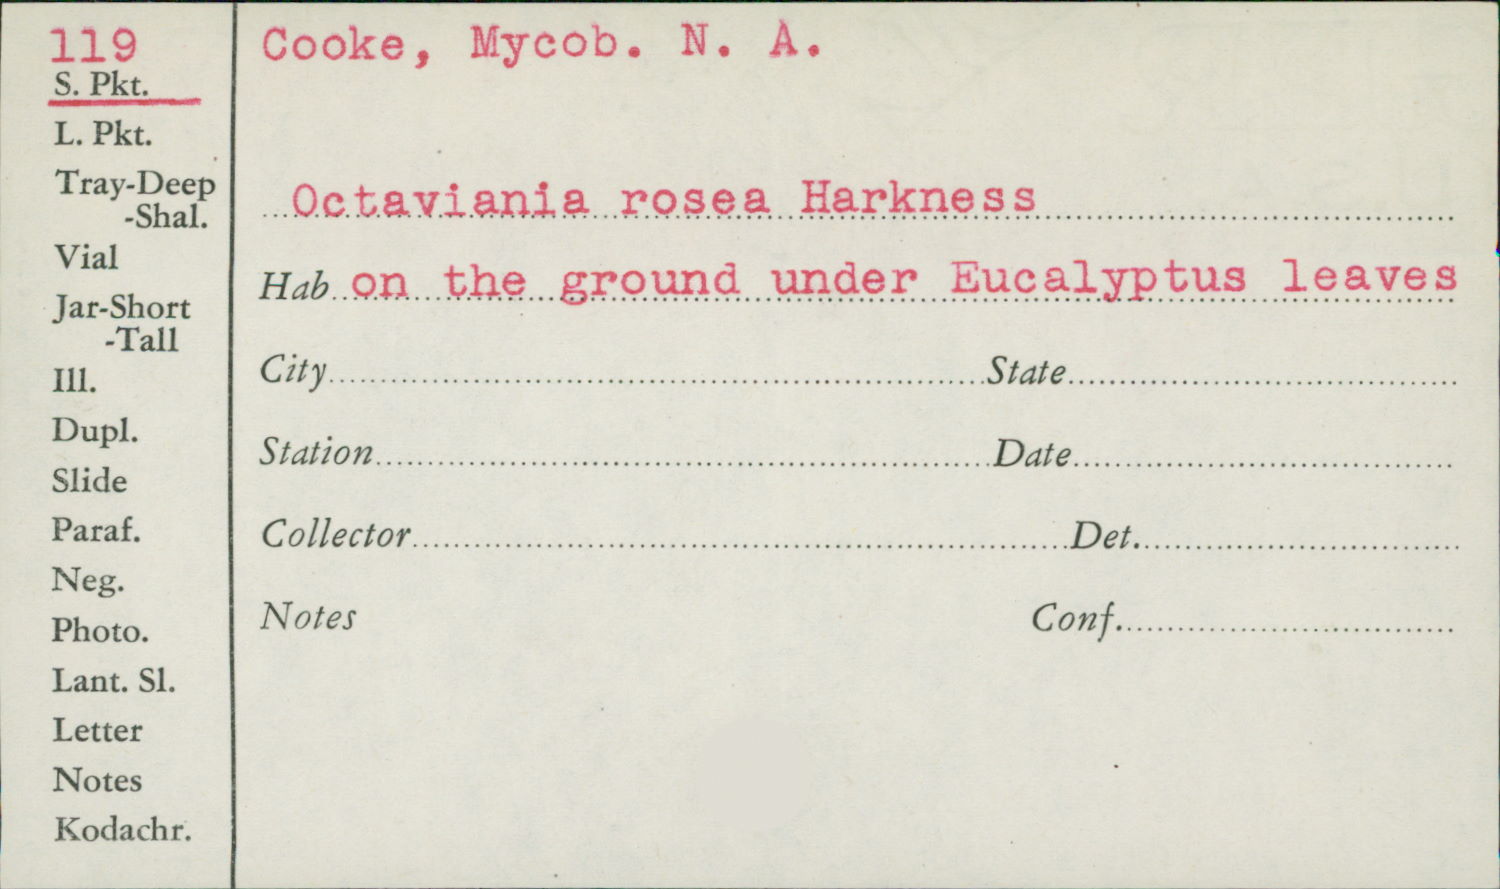 119
S. Pkt.
L. Pkt.
Tray-Deep
-Shal.
Vial
Jar-Short
-Tall
Ill.
Dupl.
Slide
Paraf.
Neg.
Photo.
Lant. Sl.
Letter
Notes
Kodachr.
Cooke, Mycob. N. A.
Octaviania rosea Harkness
Hab on the ground under Eucalyptus leaves
City State
Station Date
Collector Det.
Notes Conf.